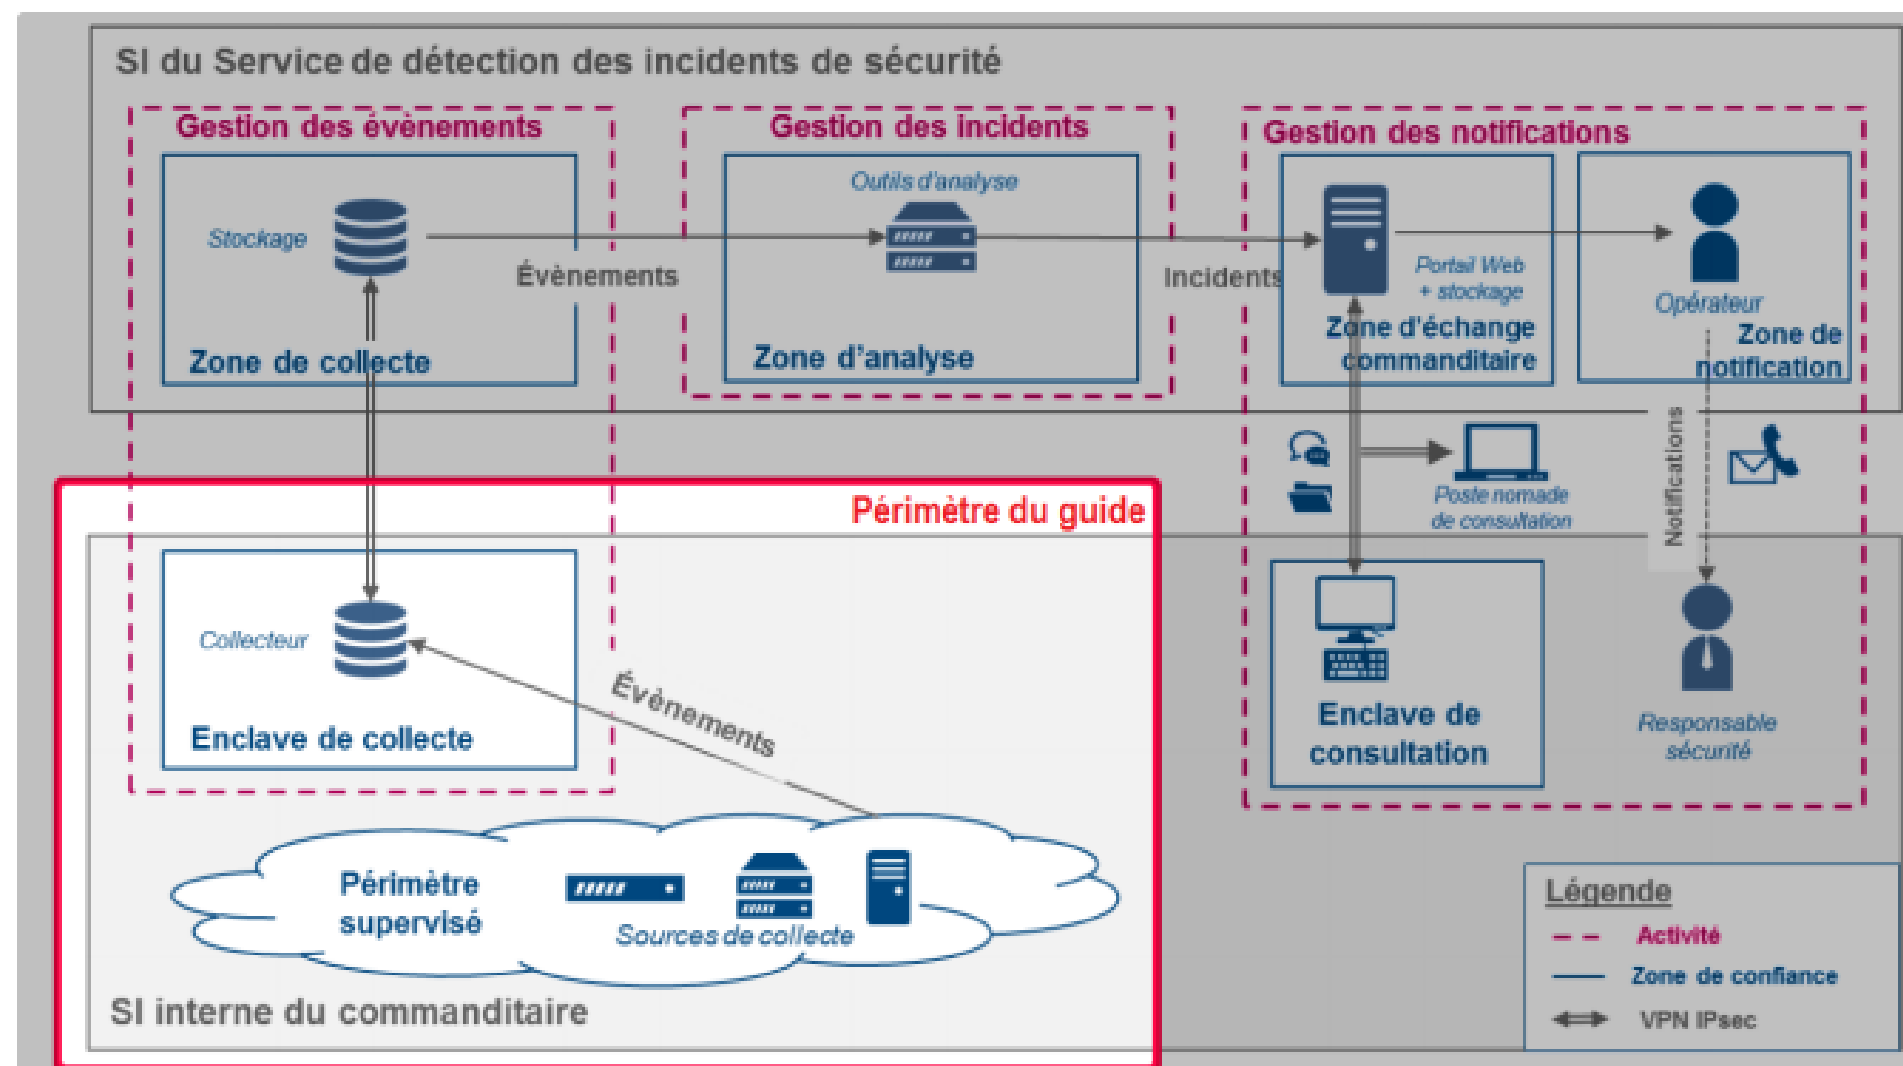 SI du Service de détection des incidents de sécurité
Gestion des évènements
Stockage
Zone de collecte
Évènements
Gestion des incidents
Outils d'analyse
Zone d'analyse
Incidents
Gestion des notifications
Portail Web
+ stockage
Zone d'échange
commanditaire
Opérateur
Zone de
notification
Poste nomade
de consultation
Notifications
Périmètre du guide
Collecteur
Enclave de collecte
Évènements
Enclave de
consultation
Responsable
sécurité
Périmètre
supervisé
Sources de collecte
SI interne du commanditaire
Légende
Activité
Zone de confiance
VPN IPsec